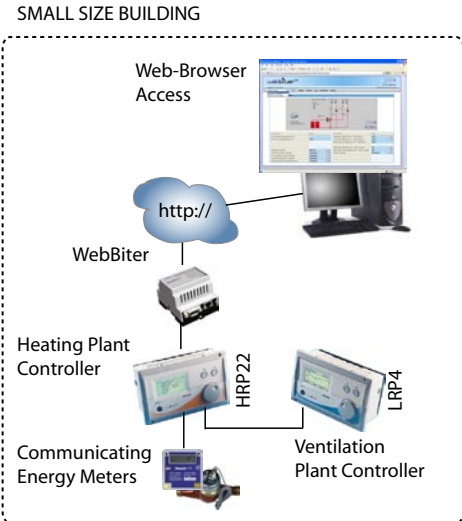 SMALL SIZE BUILDING
Web-Browser
Access
http://
WebBiter
Heating Plant
Controller
HRP22
LRP4
Communicating
Energy Meters
Ventilation
Plant Controller